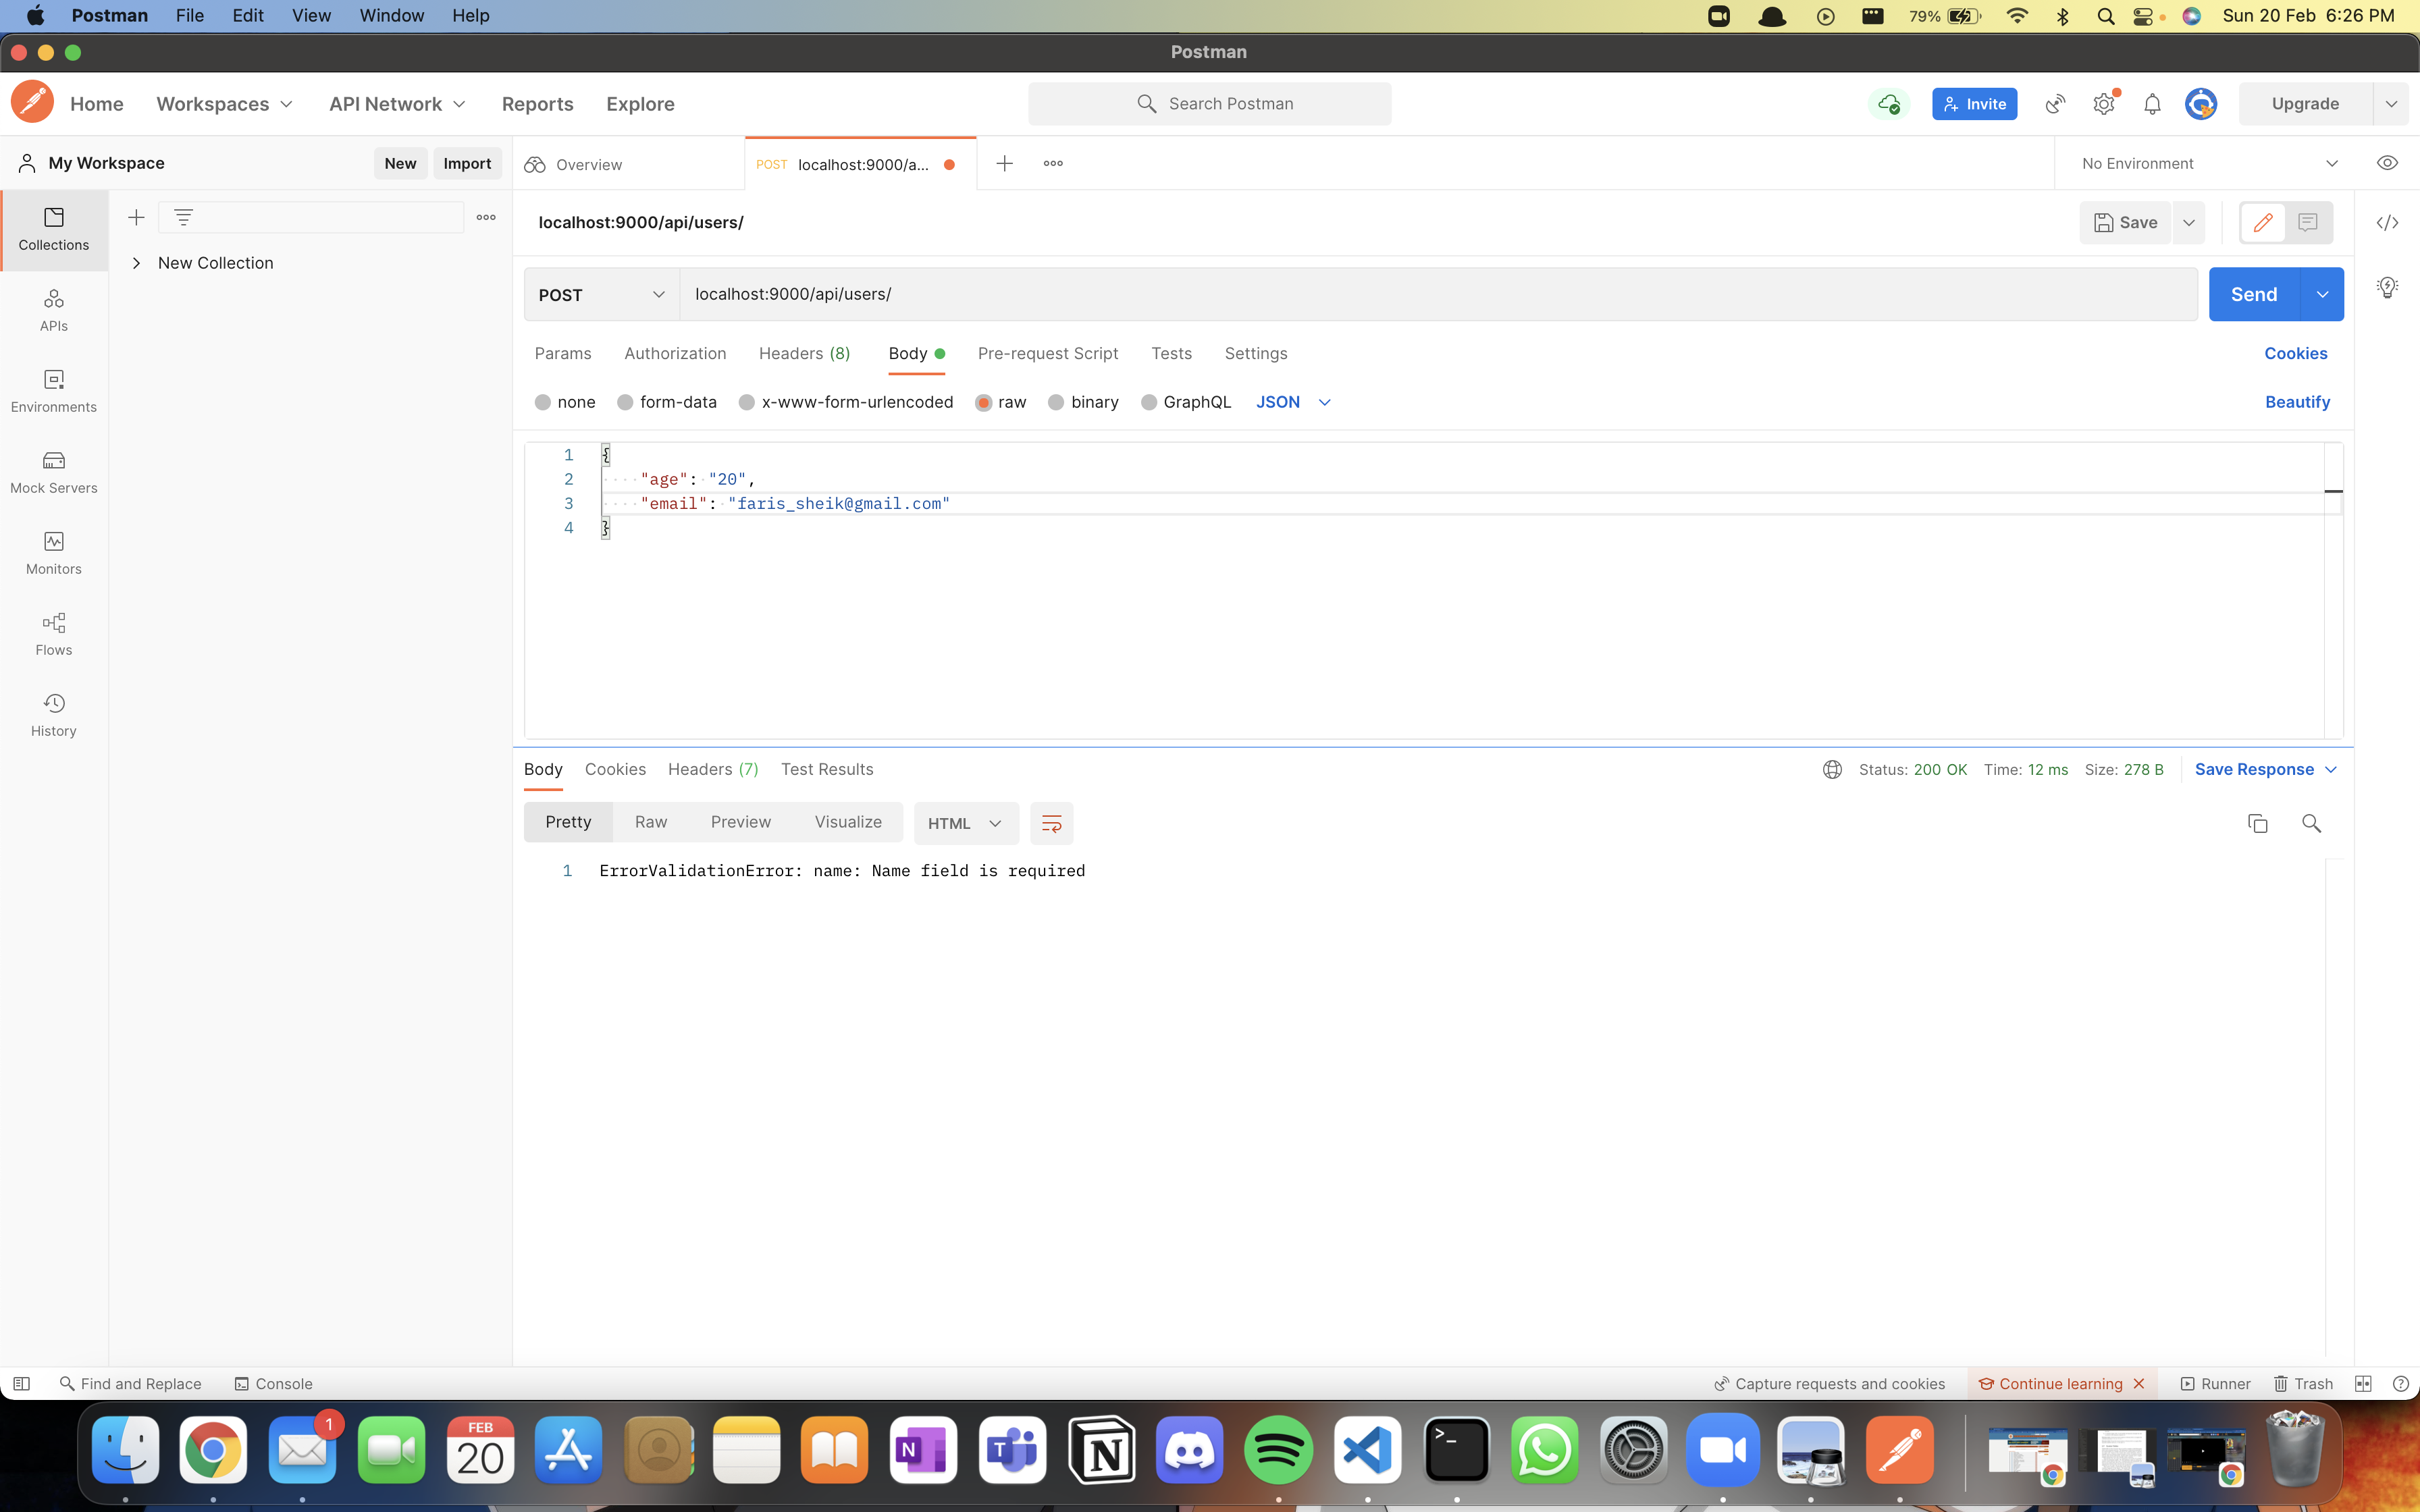 Postman File Edit View Window Help 79% Sun 20 Feb 6:26 PM
Postman
Home Workspaces API Network Reports Explore Search Postman Invite Upgrade
My Workspace New Import Overview POST localhost:9000/a... No Environment
Collections
New Collection
APIs
Environments
Mock Servers
Monitors
Flows
History
localhost:9000/api/users/ Save
POST localhost:9000/api/users/ Send
Params Authorization Headers (8) Body Pre-request Script Tests Settings Cookies
none form-data x-www-form-urlencoded raw binary GraphQL JSON Beautify
1 {
2 "age": "20",
3 "email": "faris_sheik@gmail.com"
4 }
Body Cookies Headers (7) Test Results Status: 200 OK Time: 12 ms Size: 278 B Save Response
Pretty Raw Preview Visualize HTML
1 ErrorValidationError: name: Name field is required
Find and Replace Console Capture requests and cookies Continue learning Runner Trash
1
FEB
20
N
T
N
>_